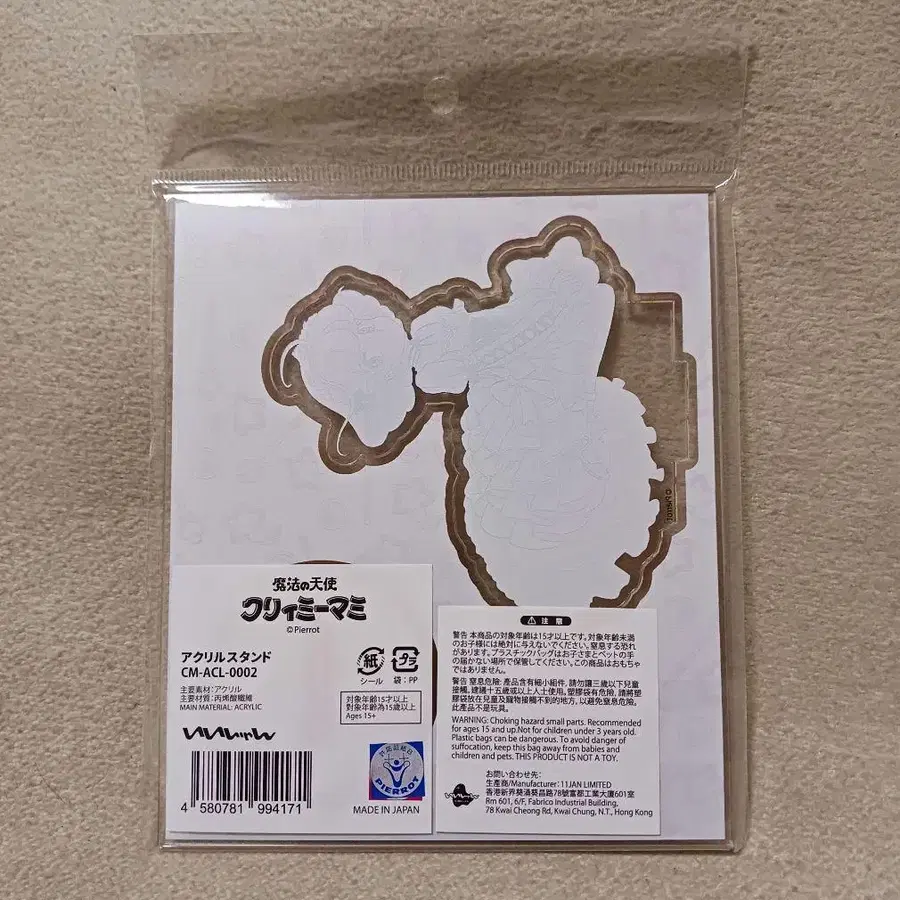 ©Pierrot
魔法の天使
クリィミーマミ
©Pierrot
アクリルスタンド
CM-ACL-0002
主要素材：アクリル
主要材質：丙烯酸纖維
MAIN MATERIAL: ACRYLIC
紙
シール
プラ
袋：PP
対象年齢15才以上
對象年齡為15歲以上
Ages 15+
許諾証紙
PIERROT
4 580781 994171
MADE IN JAPAN
注意
警告 本商品の対象年齢は15才以上です。対象年齢未満
のお子様には絶対に与えないでください。窒息する恐れ
があります。プラスチックバッグはお子さまとペットの手
の届かない場所で保管してください。この商品はおもちゃ
ではありません。
警告 窒息危險：產品含有細小組件，請勿讓三歲以下兒童
接觸。建議十五歲或以上人士使用。塑膠袋有危險，請將塑
膠袋放在兒童及寵物接觸不到的地方，以避免窒息危險。
此產品不是玩具。
WARNING: Choking hazard small parts. Recommended
for ages 15 and up.Not for children under 3 years old.
Plastic bags can be dangerous. To avoid danger of
suffocation, keep this bag away from babies and
children and pets. THIS PRODUCT IS NOT A TOY.
お問い合わせ先：
生産商/Manufacturer: 11JAN LIMITED
香港新界葵涌葵昌路78號富都工業大廈601室
Rm 601, 6/F, Fabrico Industrial Building,
78 Kwai Cheong Rd, Kwai Chung, N.T., Hong Kong